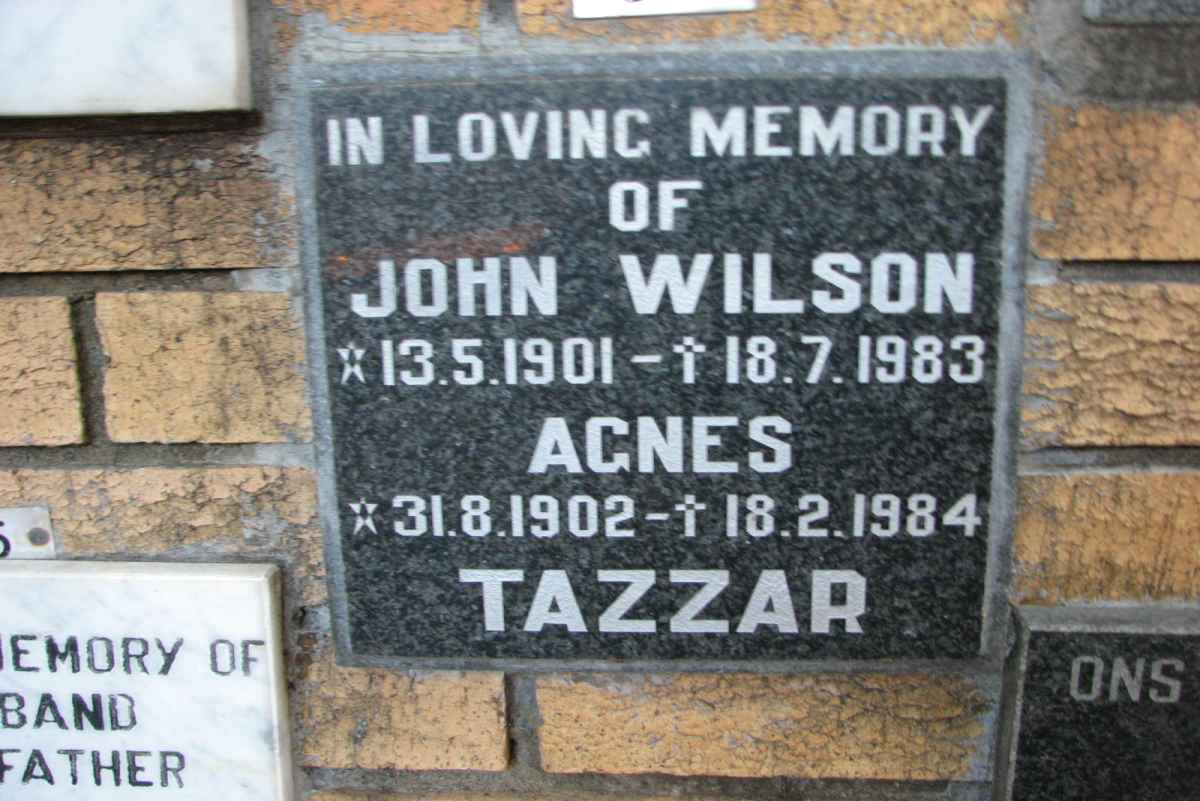 IN LOVING MEMORY
OF
JOHN WILSON
☆13.5.1901 - † 18.7.1983
AGNES
☆31.8.1902 - † 18.2.1984
TAZZAR
MEMORY OF
BAND
FATHER
ONS